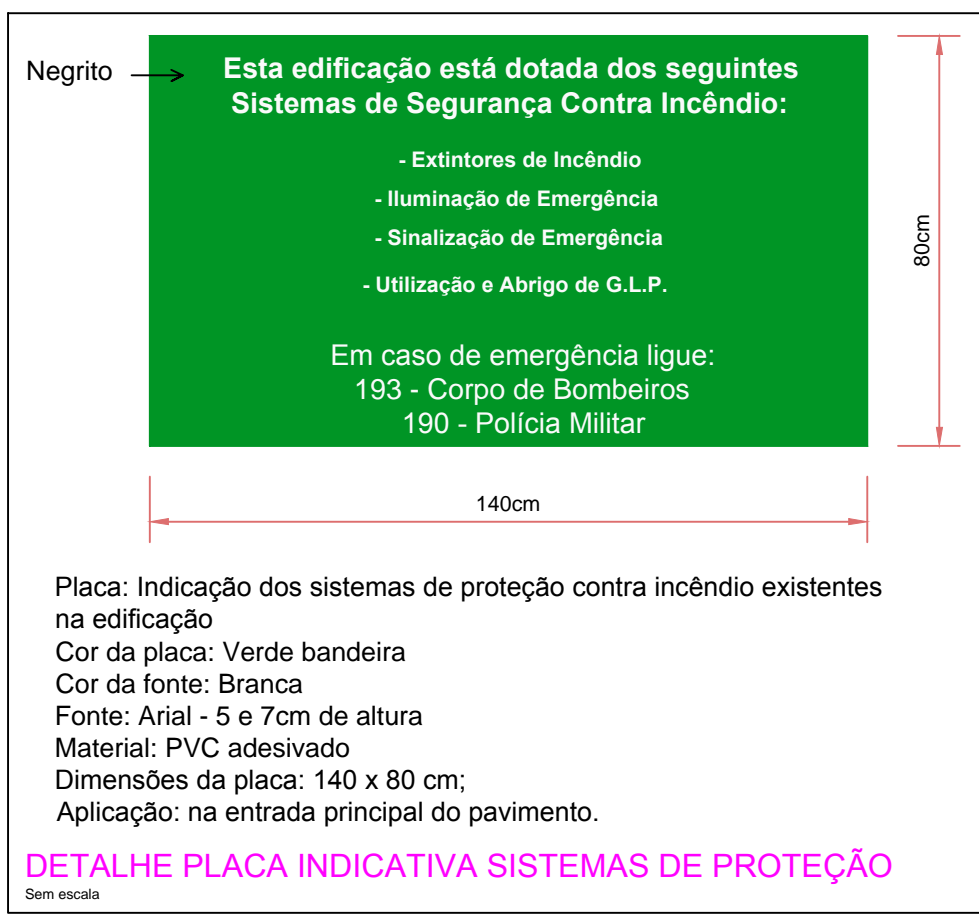 Negrito
Esta edificação está dotada dos seguintes
Sistemas de Segurança Contra Incêndio:
- Extintores de Incêndio
- Iluminação de Emergência
- Sinalização de Emergência
- Utilização e Abrigo de G.L.P.
Em caso de emergência ligue:
193 - Corpo de Bombeiros
190 - Polícia Militar
80cm
140cm
Placa: Indicação dos sistemas de proteção contra incêndio existentes
na edificação
Cor da placa: Verde bandeira
Cor da fonte: Branca
Fonte: Arial - 5 e 7cm de altura
Material: PVC adesivado
Dimensões da placa: 140 x 80 cm;
Aplicação: na entrada principal do pavimento.
DETALHE PLACA INDICATIVA SISTEMAS DE PROTEÇÃO
Sem escala